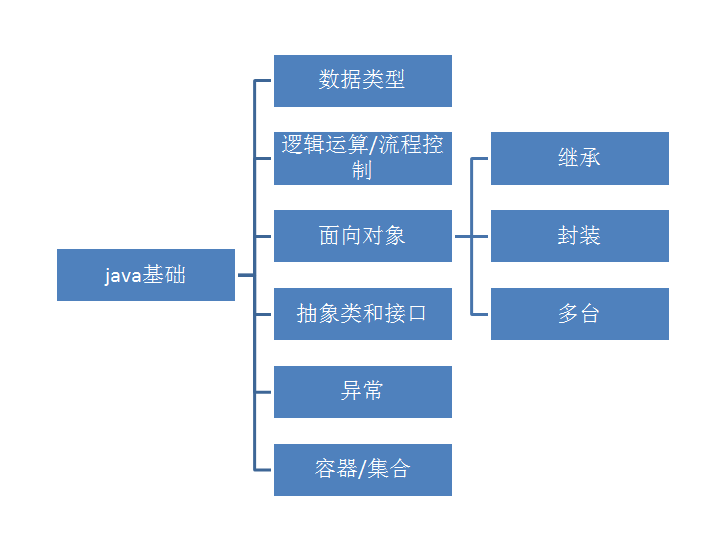 数据类型
逻辑运算/流程控
制
继承
面向对象
封装
java基础
抽象类和接口
多台
异常
容器/集合